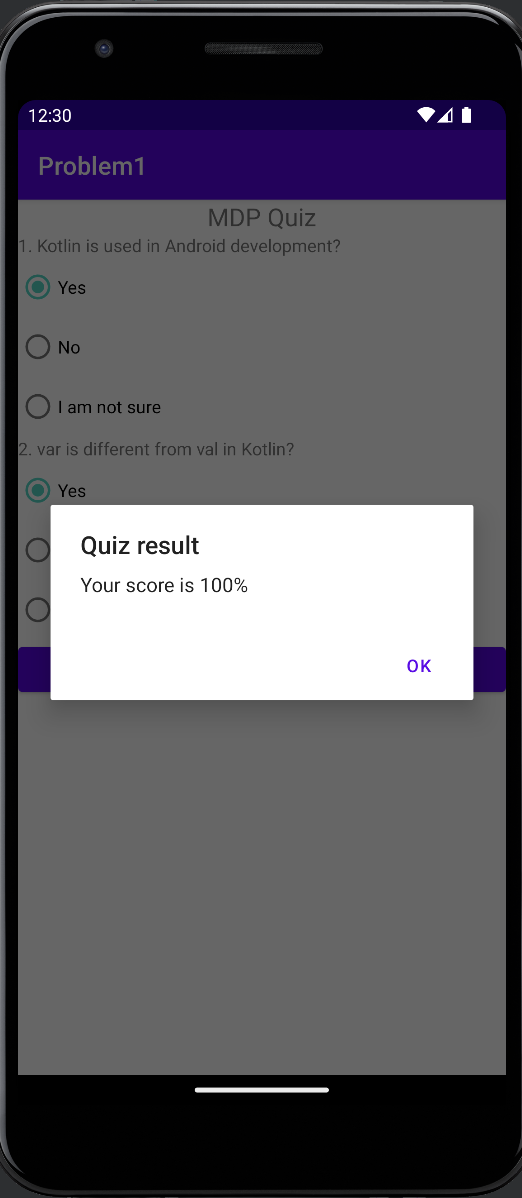 12:30
Problem1
MDP Quiz
1. Kotlin is used in Android development?
Yes
No
I am not sure
2. var is different from val in Kotlin?
Yes
Quiz result
Your score is 100%
OK